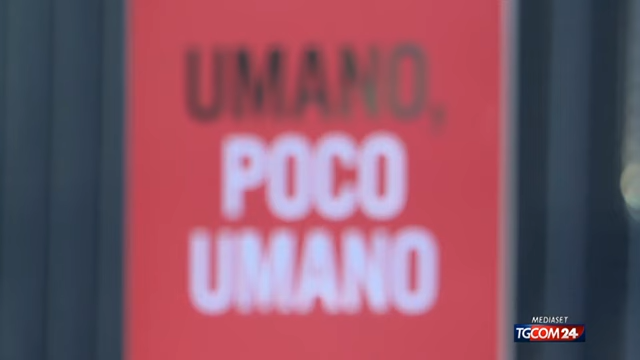 UMANO,
POCO
UMANO
MEDIASET
TGCOM24